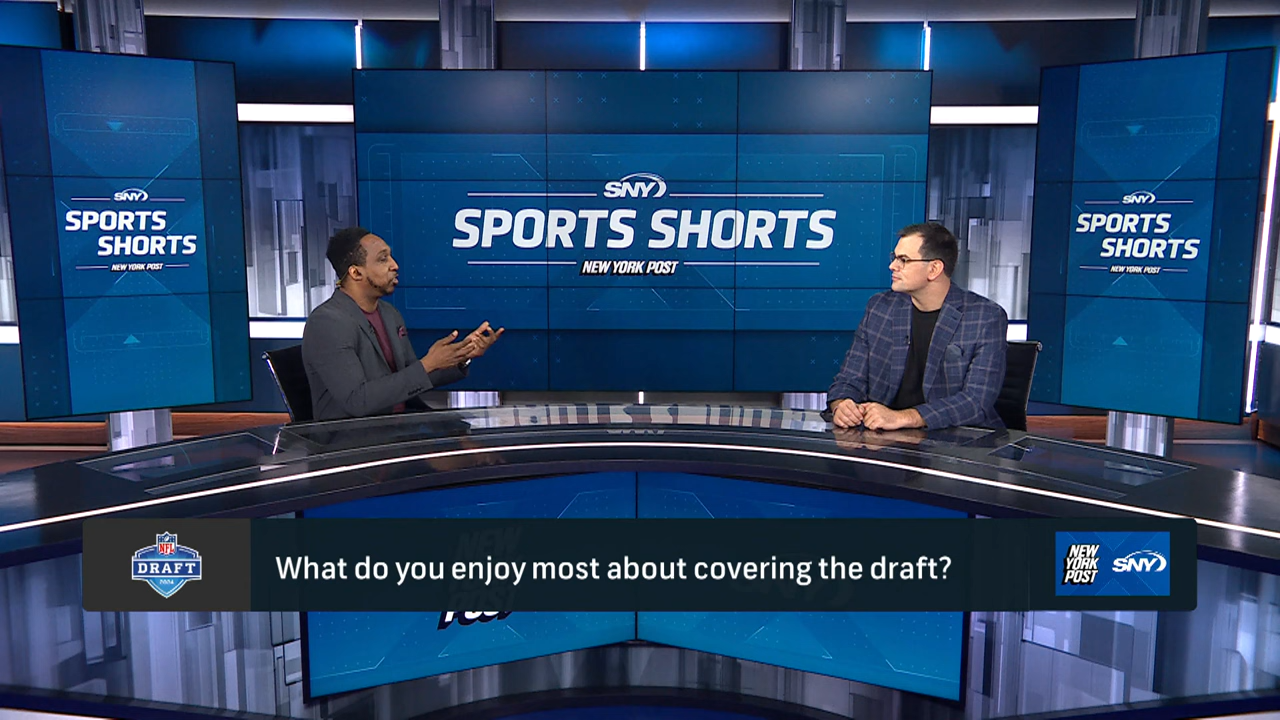 SNY
SPORTS SHORTS
NEW YORK POST
SNY
SPORTS
SHORTS
NEW YORK POST
SNY
SPORTS
SHORTS
NEW YORK POST
NFL
DRAFT
2024
What do you enjoy most about covering the draft?
NEW
YORK
POST
SNY